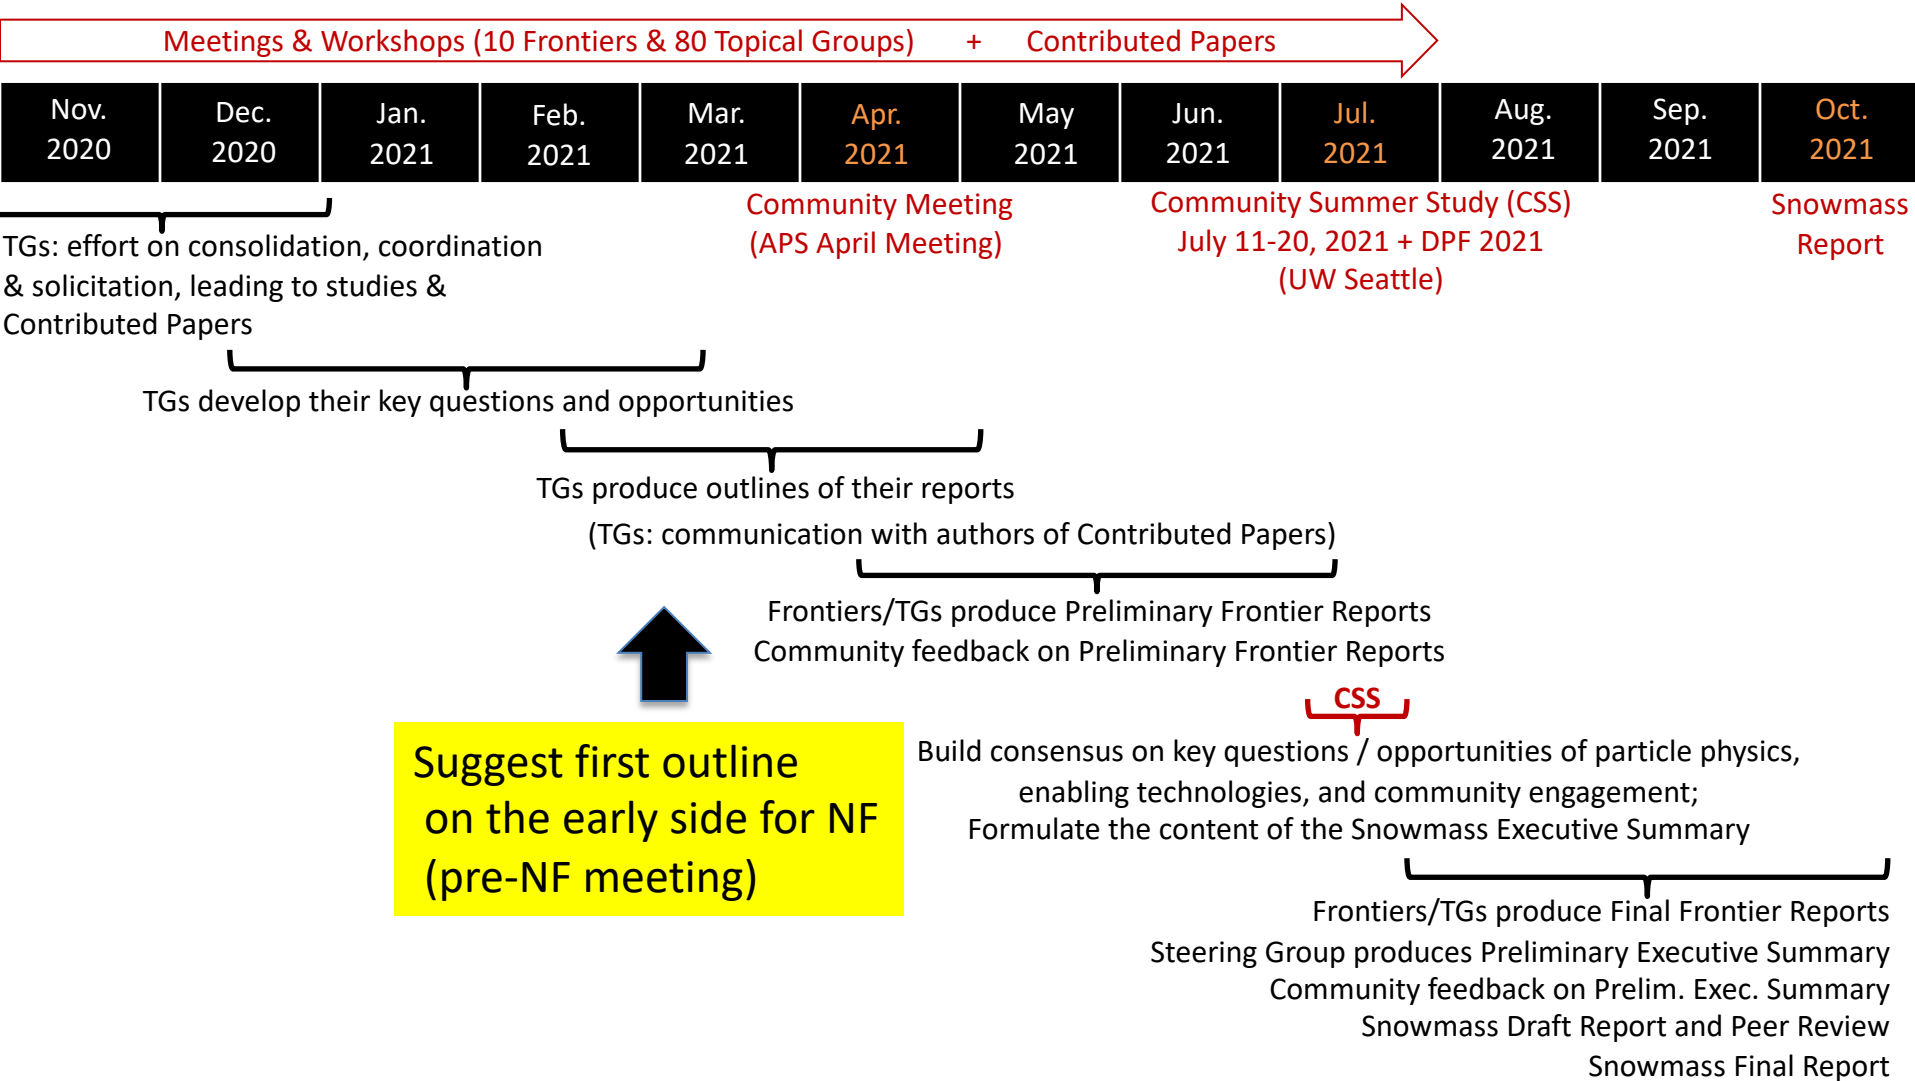 Meetings & Workshops (10 Frontiers & 80 Topical Groups) + Contributed Papers
Nov. 2020
Dec. 2020
Jan. 2021
Feb. 2021
Mar. 2021
Apr. 2021
May 2021
Jun. 2021
Jul. 2021
Aug. 2021
Sep. 2021
Oct. 2021
Community Meeting
(APS April Meeting)
Community Summer Study (CSS)
July 11-20, 2021 + DPF 2021
(UW Seattle)
Snowmass
Report
TGs: effort on consolidation, coordination
& solicitation, leading to studies &
Contributed Papers
TGs develop their key questions and opportunities
TGs produce outlines of their reports
(TGs: communication with authors of Contributed Papers)
Frontiers/TGs produce Preliminary Frontier Reports
Community feedback on Preliminary Frontier Reports
Suggest first outline
on the early side for NF
(pre-NF meeting)
CSS
Build consensus on key questions / opportunities of particle physics,
enabling technologies, and community engagement;
Formulate the content of the Snowmass Executive Summary
Frontiers/TGs produce Final Frontier Reports
Steering Group produces Preliminary Executive Summary
Community feedback on Prelim. Exec. Summary
Snowmass Draft Report and Peer Review
Snowmass Final Report